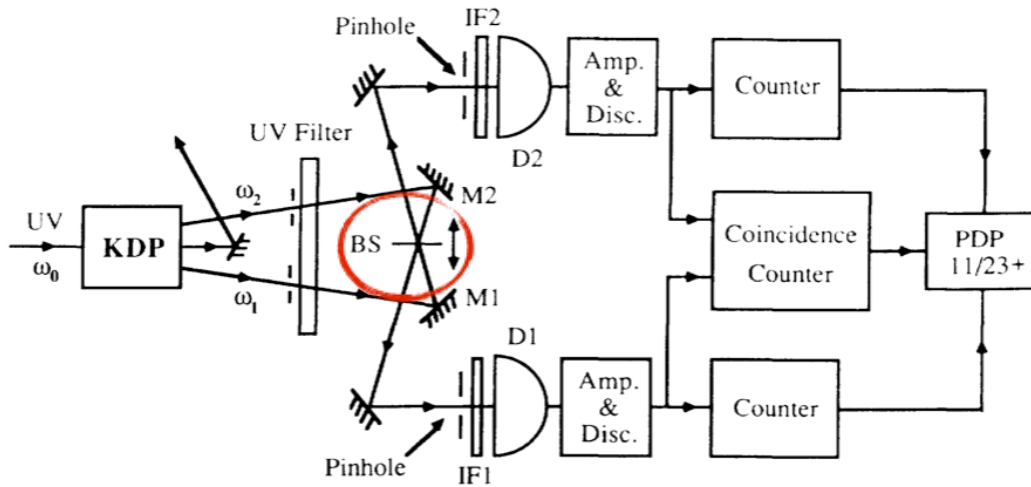 Pinhole
IF2
Amp.
&
Disc.
Counter
UV Filter
D2
ω₂
M2
UV
KDP
BS
Coincidence
Counter
PDP
11/23+
ω₀
ω₁
M1
D1
Amp.
&
Disc.
Counter
Pinhole
IF1